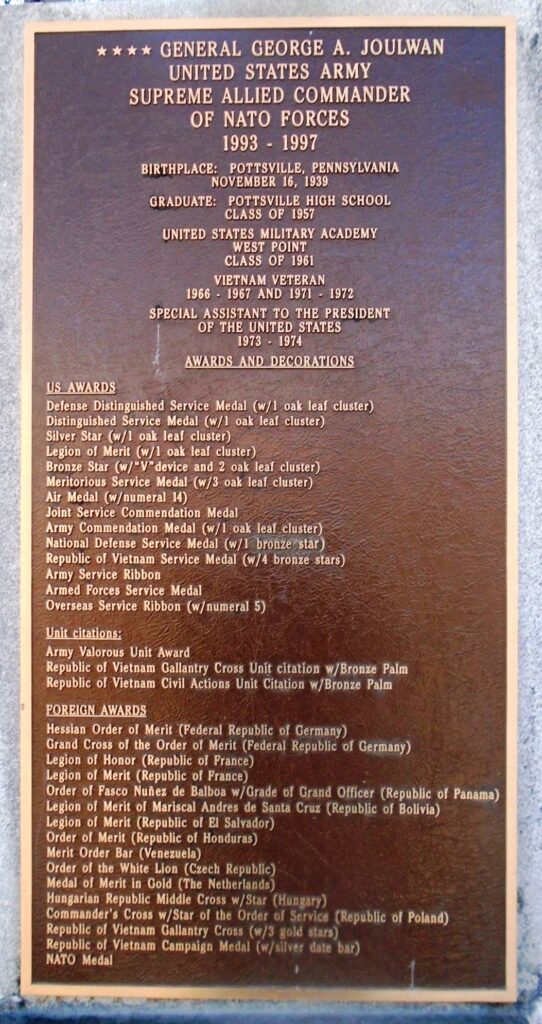 ★★★★ GENERAL GEORGE A. JOULWAN
UNITED STATES ARMY
SUPREME ALLIED COMMANDER
OF NATO FORCES
1993 - 1997
BIRTHPLACE: POTTSVILLE, PENNSYLVANIA
NOVEMBER 16, 1939
GRADUATE: POTTSVILLE HIGH SCHOOL
CLASS OF 1957
UNITED STATES MILITARY ACADEMY
WEST POINT
CLASS OF 1961
VIETNAM VETERAN
1966 - 1967 AND 1971 - 1972
SPECIAL ASSISTANT TO THE PRESIDENT
OF THE UNITED STATES
1973 - 1974
AWARDS AND DECORATIONS
US AWARDS
Defense Distinguished Service Medal (w/1 oak leaf cluster)
Distinguished Service Medal (w/1 oak leaf cluster)
Silver Star (w/1 oak leaf cluster)
Legion of Merit (w/1 oak leaf cluster)
Bronze Star (w/"V"device and 2 oak leaf cluster)
Meritorious Service Medal (w/3 oak leaf cluster)
Air Medal (w/numeral 14)
Joint Service Commendation Medal
Army Commendation Medal (w/1 oak leaf cluster)
National Defense Service Medal (w/1 bronze star)
Republic of Vietnam Service Medal (w/4 bronze stars)
Army Service Ribbon
Armed Forces Service Medal
Overseas Service Ribbon (w/numeral 5)
Unit citations:
Army Valorous Unit Award
Republic of Vietnam Gallantry Cross Unit citation w/Bronze Palm
Republic of Vietnam Civil Actions Unit Citation w/Bronze Palm
FOREIGN AWARDS
Hessian Order of Merit (Federal Republic of Germany)
Grand Cross of the Order of Merit (Federal Republic of Germany)
Legion of Honor (Republic of France)
Legion of Merit (Republic of France)
Order of Fasco Nuñez de Balboa w/Grade of Grand Officer (Republic of Panama)
Legion of Merit of Mariscal Andres de Santa Cruz (Republic of Bolivia)
Legion of Merit (Republic of El Salvador)
Order of Merit (Republic of Honduras)
Merit Order Bar (Venezuela)
Order of the White Lion (Czech Republic)
Medal of Merit in Gold (The Netherlands)
Hungarian Republic Middle Cross w/Star (Hungary)
Commander's Cross w/Star of the Order of Service (Republic of Poland)
Republic of Vietnam Gallantry Cross (w/3 gold stars)
Republic of Vietnam Campaign Medal (w/silver date bar)
NATO Medal